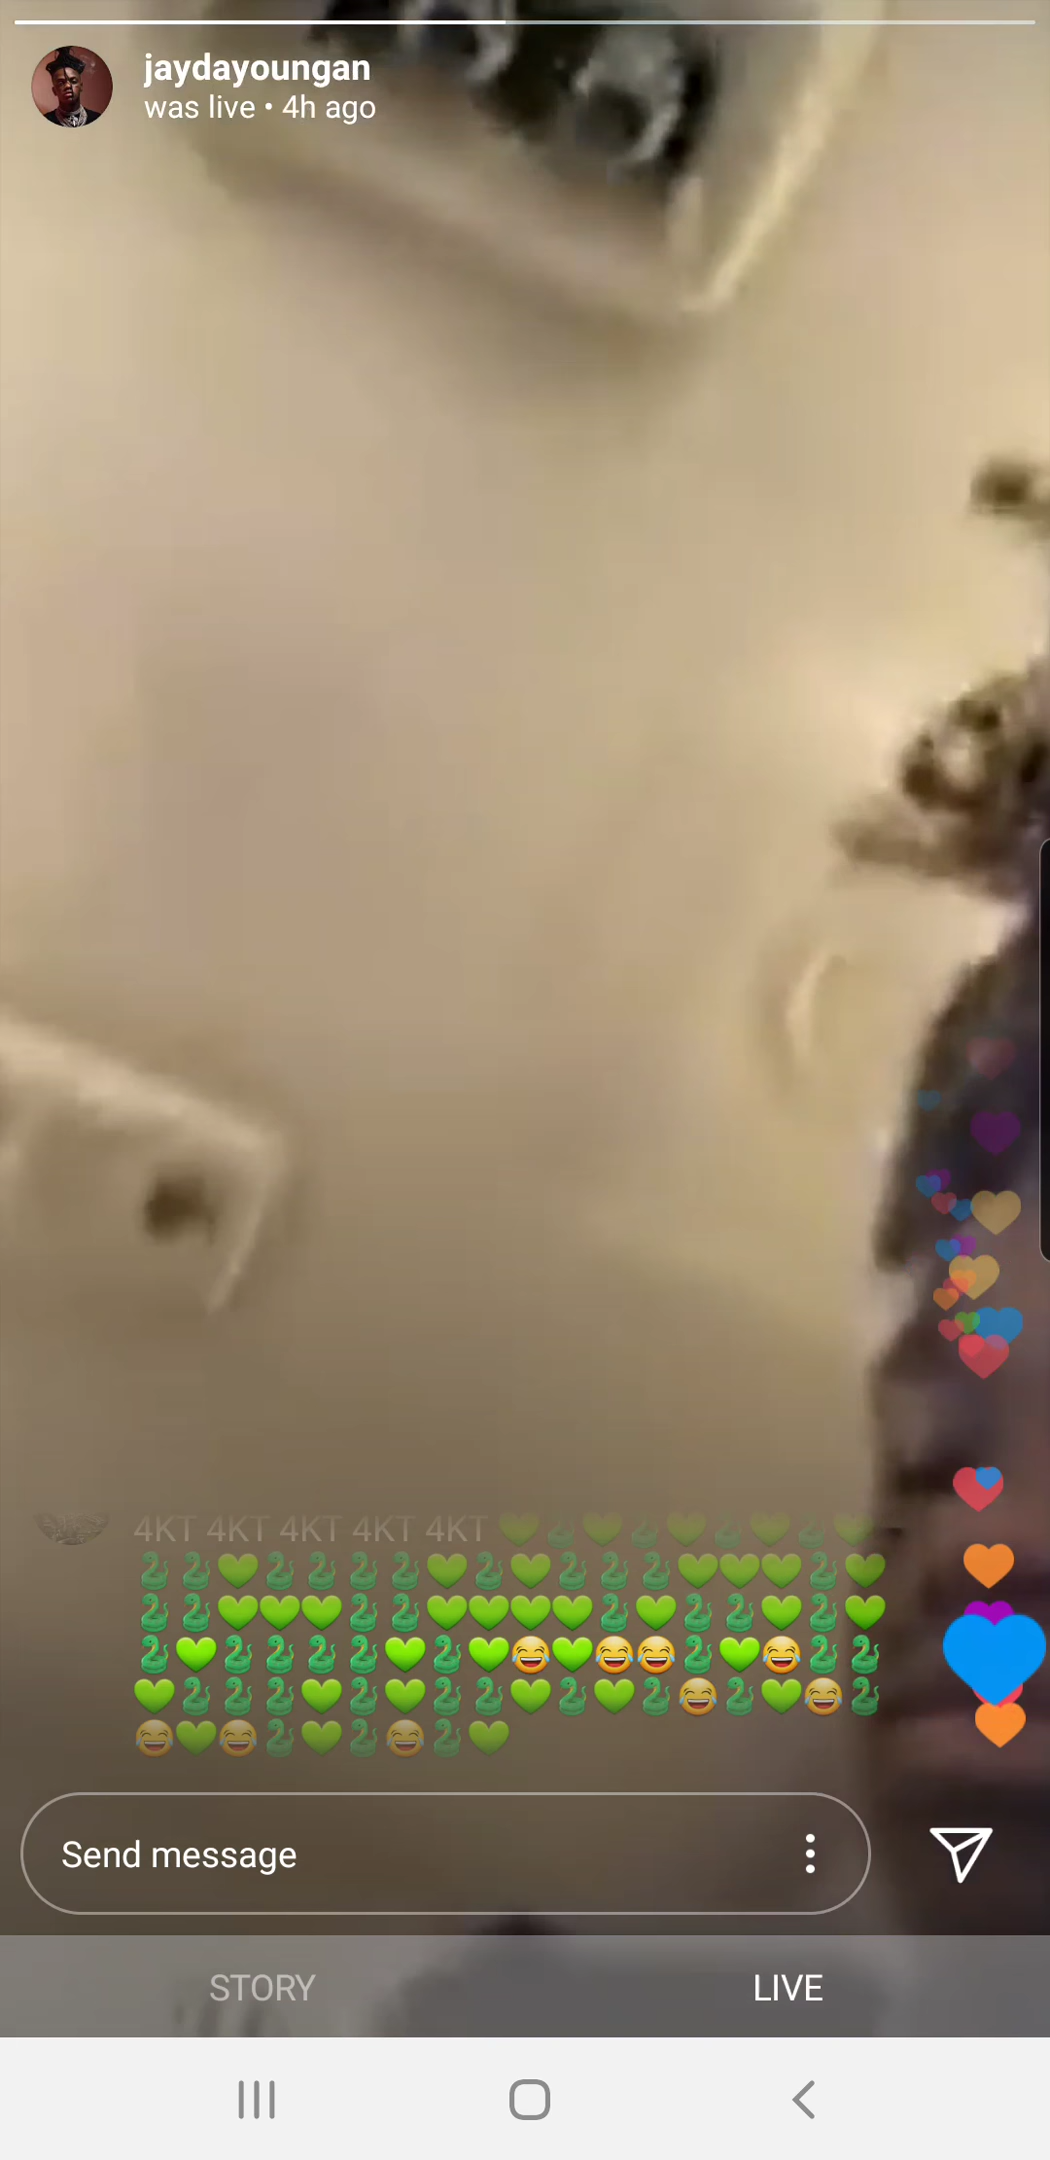 jaydayoungan
was live • 4h ago
4KT 4KT 4KT 4KT 4KT 💚🐍💚🐍💚🐍💚🐍💚
🐍🐍💚🐍🐍🐍🐍💚🐍💚🐍🐍🐍💚💚💚🐍💚
🐍🐍💚💚💚🐍🐍💚💚💚💚🐍💚🐍🐍💚🐍💚
🐍💚🐍🐍🐍🐍💚🐍💚😂💚😂😂🐍💚😂🐍🐍
💚🐍🐍🐍💚🐍💚🐍🐍💚🐍💚🐍😂🐍💚😂🐍
😂💚😂🐍💚🐍😂🐍💚
Send message
STORY
LIVE